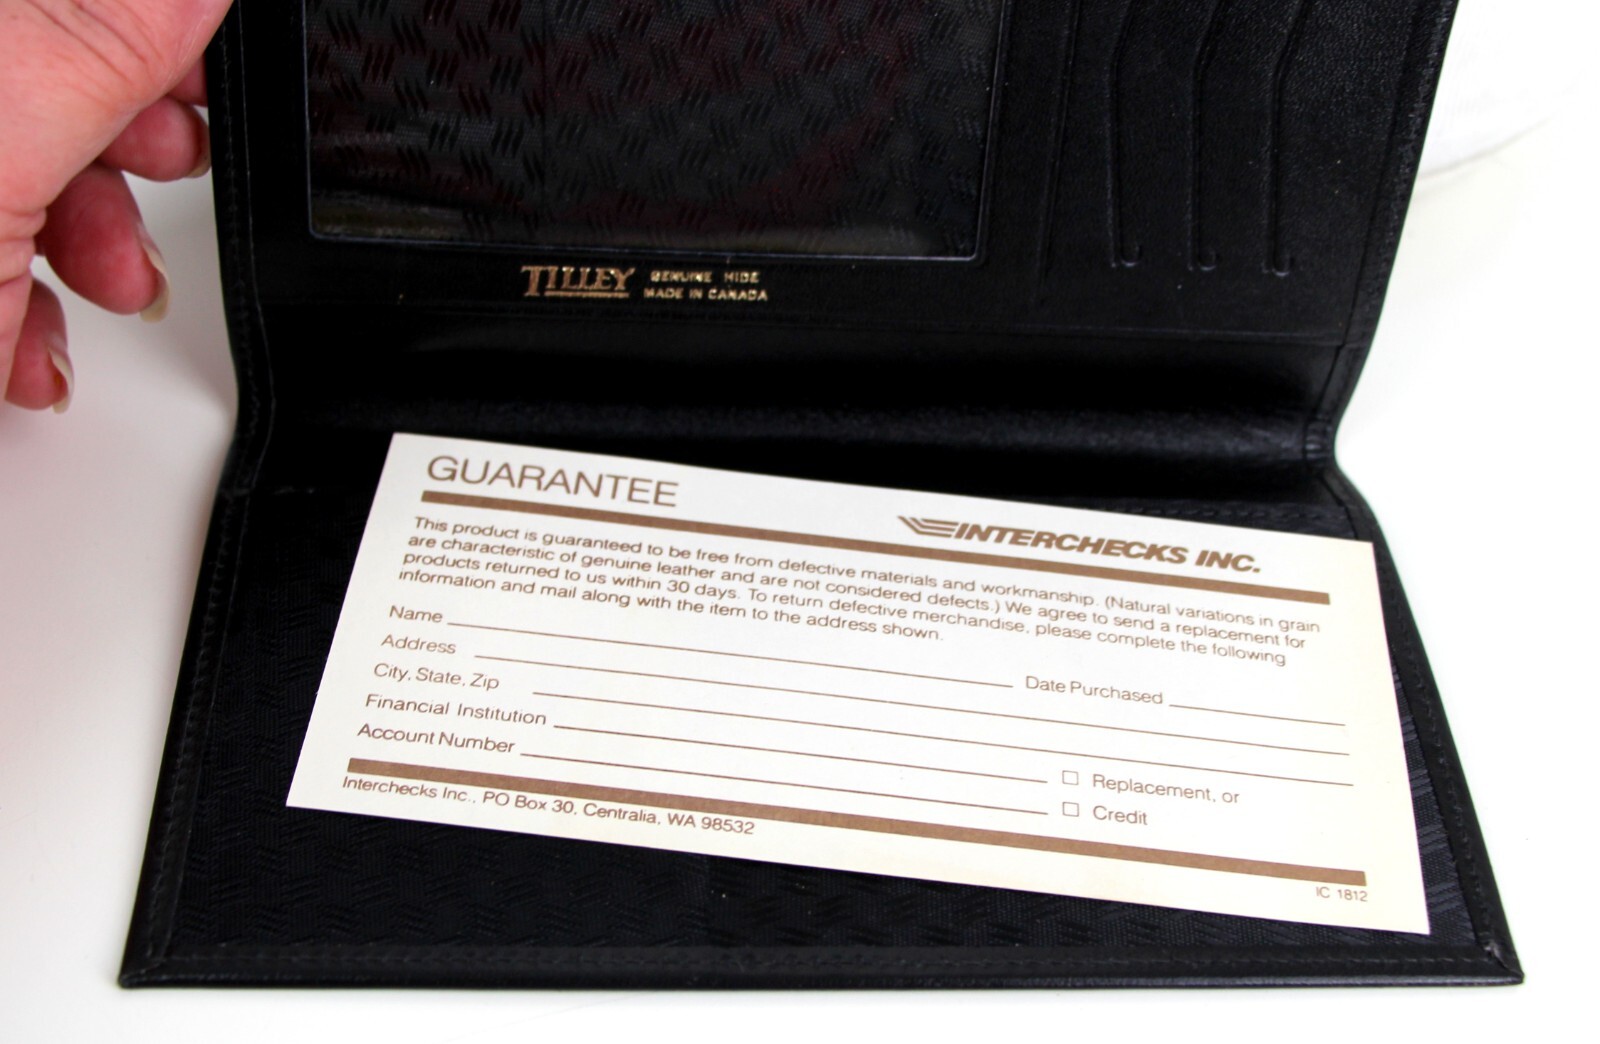 TILLEY GENUINE HIDE
MADE IN CANADA
GUARANTEE
INTERCHECKS INC.
This product is guaranteed to be free from defective materials and workmanship. (Natural variations in grain
are characteristic of genuine leather and are not considered defects.) We agree to send a replacement for
products returned to us within 30 days. To return defective merchandise, please complete the following
information and mail along with the item to the address shown.
Name
Date Purchased
Address
City, State, Zip
Financial Institution
Account Number
Replacement, or
Credit
Interchecks Inc., PO Box 30, Centralia, WA 98532
IC 1812